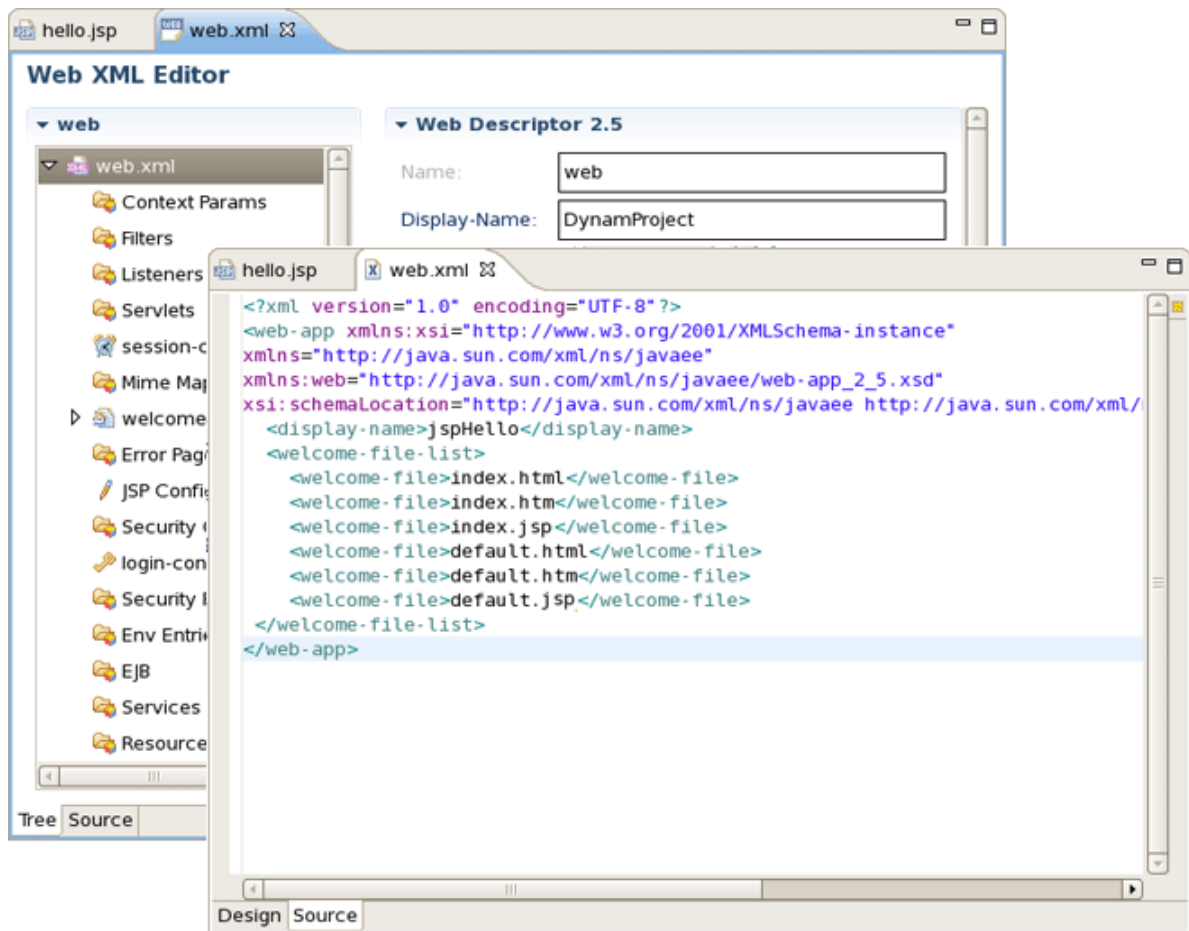 hello.jsp web.xml
Web XML Editor
web
Web Descriptor 2.5
web.xml
Name: web
Context Params
Display-Name: DynamProject
Filters
Listeners
Servlets
session-c
Mime Map
welcome
Error Pag
JSP Config
Security
login-con
Security
Env Entri
EJB
Services
Resource
Tree Source
hello.jsp web.xml
<?xml version="1.0" encoding="UTF-8"?>
<web-app xmlns:xsi="http://www.w3.org/2001/XMLSchema-instance"
xmlns="http://java.sun.com/xml/ns/javaee"
xmlns:web="http://java.sun.com/xml/ns/javaee/web-app_2_5.xsd"
xsi:schemaLocation="http://java.sun.com/xml/ns/javaee http://java.sun.com/xml/
<display-name>jspHello</display-name>
<welcome-file-list>
<welcome-file>index.html</welcome-file>
<welcome-file>index.htm</welcome-file>
<welcome-file>index.jsp</welcome-file>
<welcome-file>default.html</welcome-file>
<welcome-file>default.htm</welcome-file>
<welcome-file>default.jsp</welcome-file>
</welcome-file-list>
</web-app>
Design Source